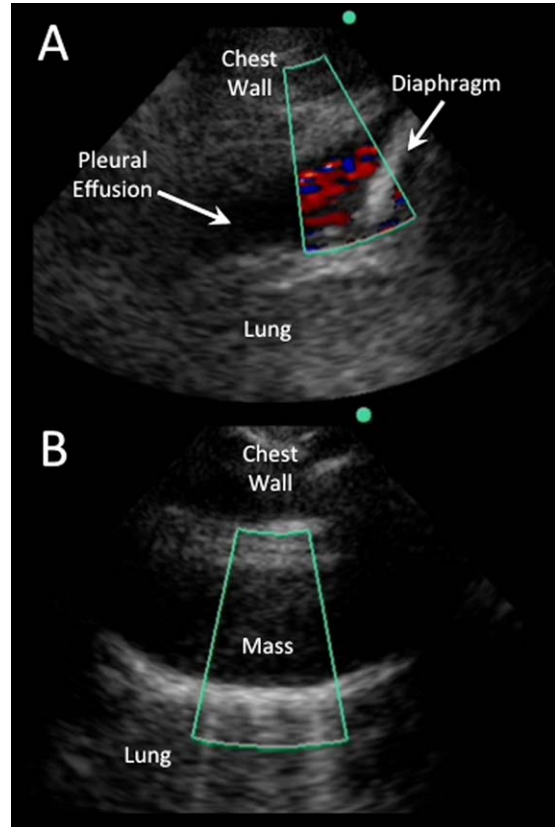 A
Chest
Wall
Diaphragm
Pleural
Effusion
Lung
B
Chest
Wall
Mass
Lung